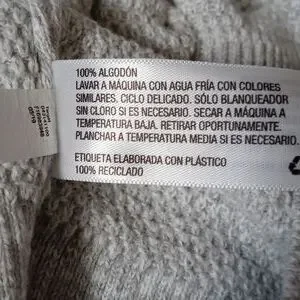 100% ALGODÓN
LAVAR A MÁQUINA CON AGUA FRÍA CON COLORES
SIMILARES. CICLO DELICADO. SÓLO BLANQUEADOR
SIN CLORO SI ES NECESARIO. SECAR A MÁQUINA A
TEMPERATURA BAJA. RETIRAR OPORTUNAMENTE.
PLANCHAR A TEMPERATURA MEDIA SI ES NECESARIO.
ETIQUETA ELABORADA CON PLÁSTICO
100% RECICLADO